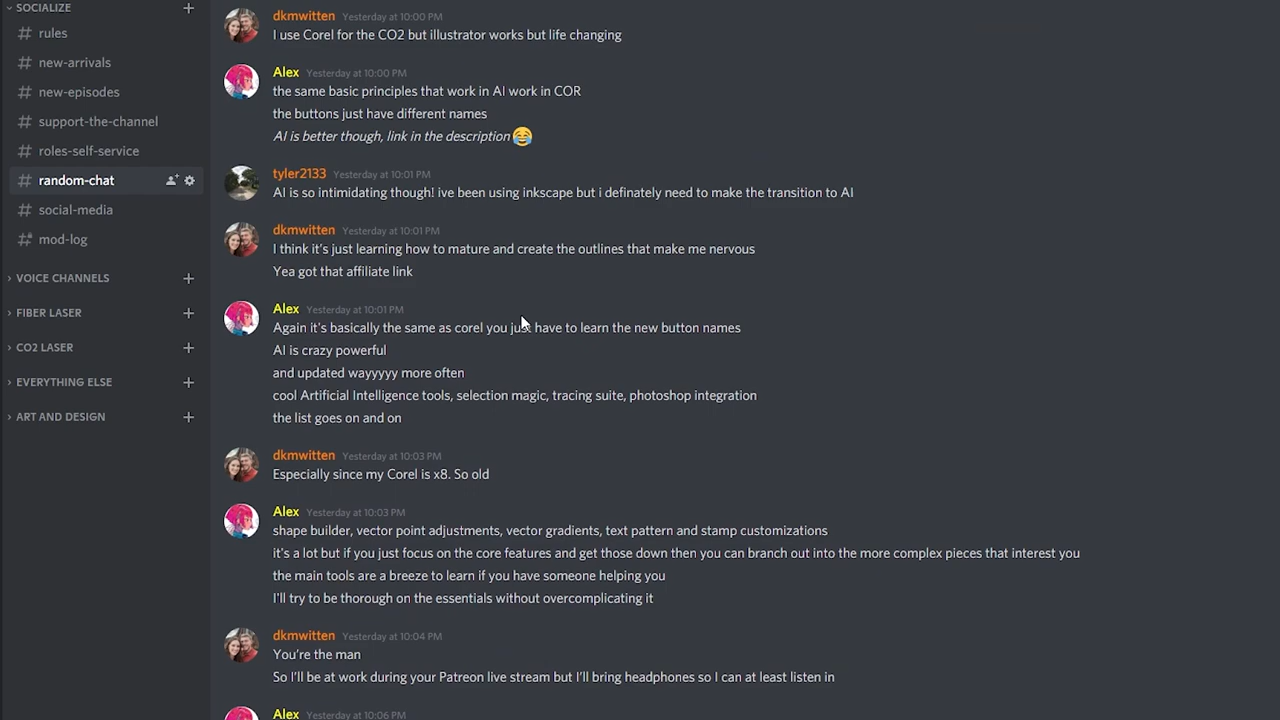 SOCIALIZE
rules
new-arrivals
new-episodes
support-the-channel
roles-self-service
random-chat
social-media
mod-log
VOICE CHANNELS
FIBER LASER
CO2 LASER
EVERYTHING ELSE
ART AND DESIGN
dkmwitten Yesterday at 10:00 PM
I use Corel for the CO2 but illustrator works but life changing
Alex Yesterday at 10:00 PM
the same basic principles that work in AI work in COR
the buttons just have different names
AI is better though, link in the description
tyler2133 Yesterday at 10:01 PM
AI is so intimidating though! ive been using inkscape but i definately need to make the transition to AI
dkmwitten Yesterday at 10:01 PM
I think it's just learning how to mature and create the outlines that make me nervous
Yea got that affiliate link
Alex Yesterday at 10:01 PM
Again it's basically the same as corel you just have to learn the new button names
AI is crazy powerful
and updated wayyyyy more often
cool Artificial Intelligence tools, selection magic, tracing suite, photoshop integration
the list goes on and on
dkmwitten Yesterday at 10:03 PM
Especially since my Corel is x8. So old
Alex Yesterday at 10:03 PM
shape builder, vector point adjustments, vector gradients, text pattern and stamp customizations
it's a lot but if you just focus on the core features and get those down then you can branch out into the more complex pieces that interest you
the main tools are a breeze to learn if you have someone helping you
I'll try to be thorough on the essentials without overcomplicating it
dkmwitten Yesterday at 10:04 PM
You're the man
So I'll be at work during your Patreon live stream but I'll bring headphones so I can at least listen in
Alex Yesterday at 10:06 PM